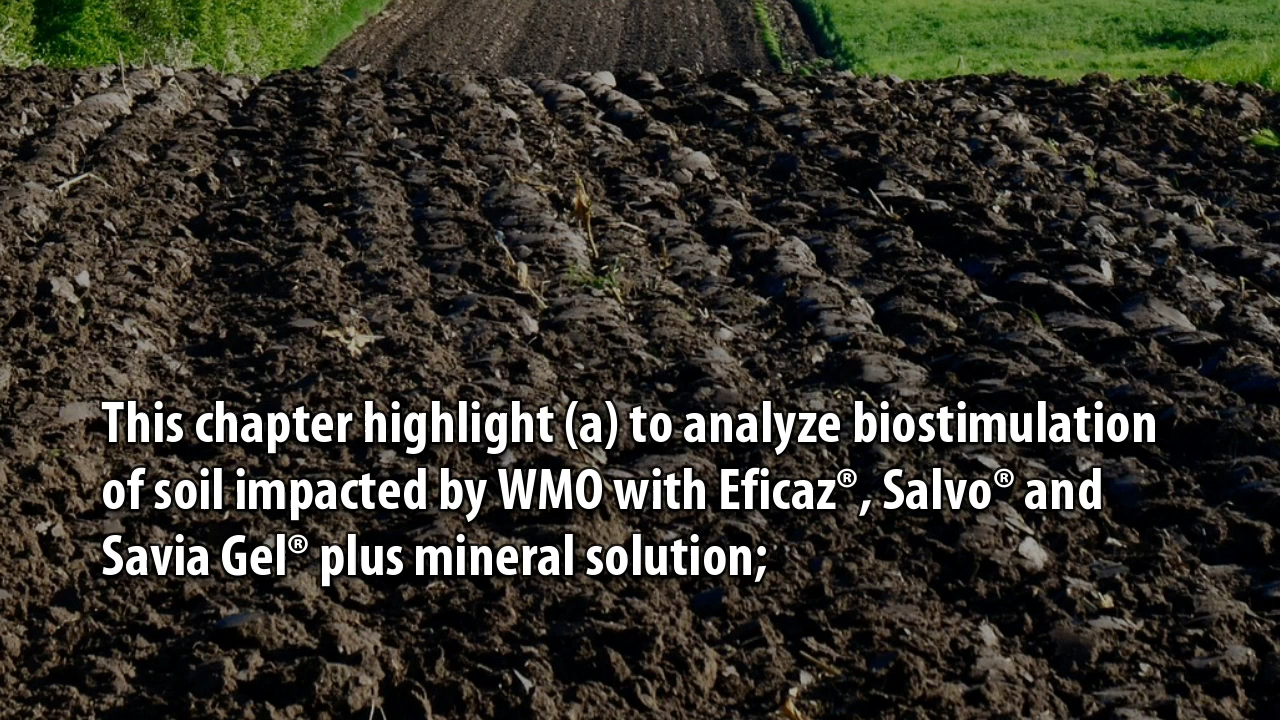 This chapter highlight (a) to analyze biostimulation
of soil impacted by WMO with Eficaz®, Salvo® and
Savia Gel® plus mineral solution;